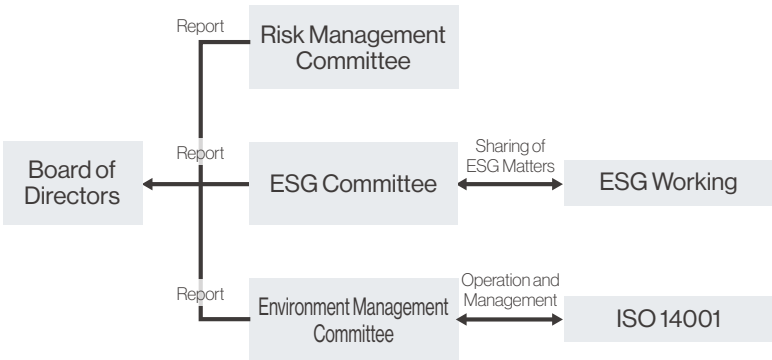 Report
Risk Management
Committee
Report
Board of
Directors
ESG Committee
Sharing of
ESG Matters
ESG Working
Report
Environment Management
Committee
Operation and
Management
ISO 14001